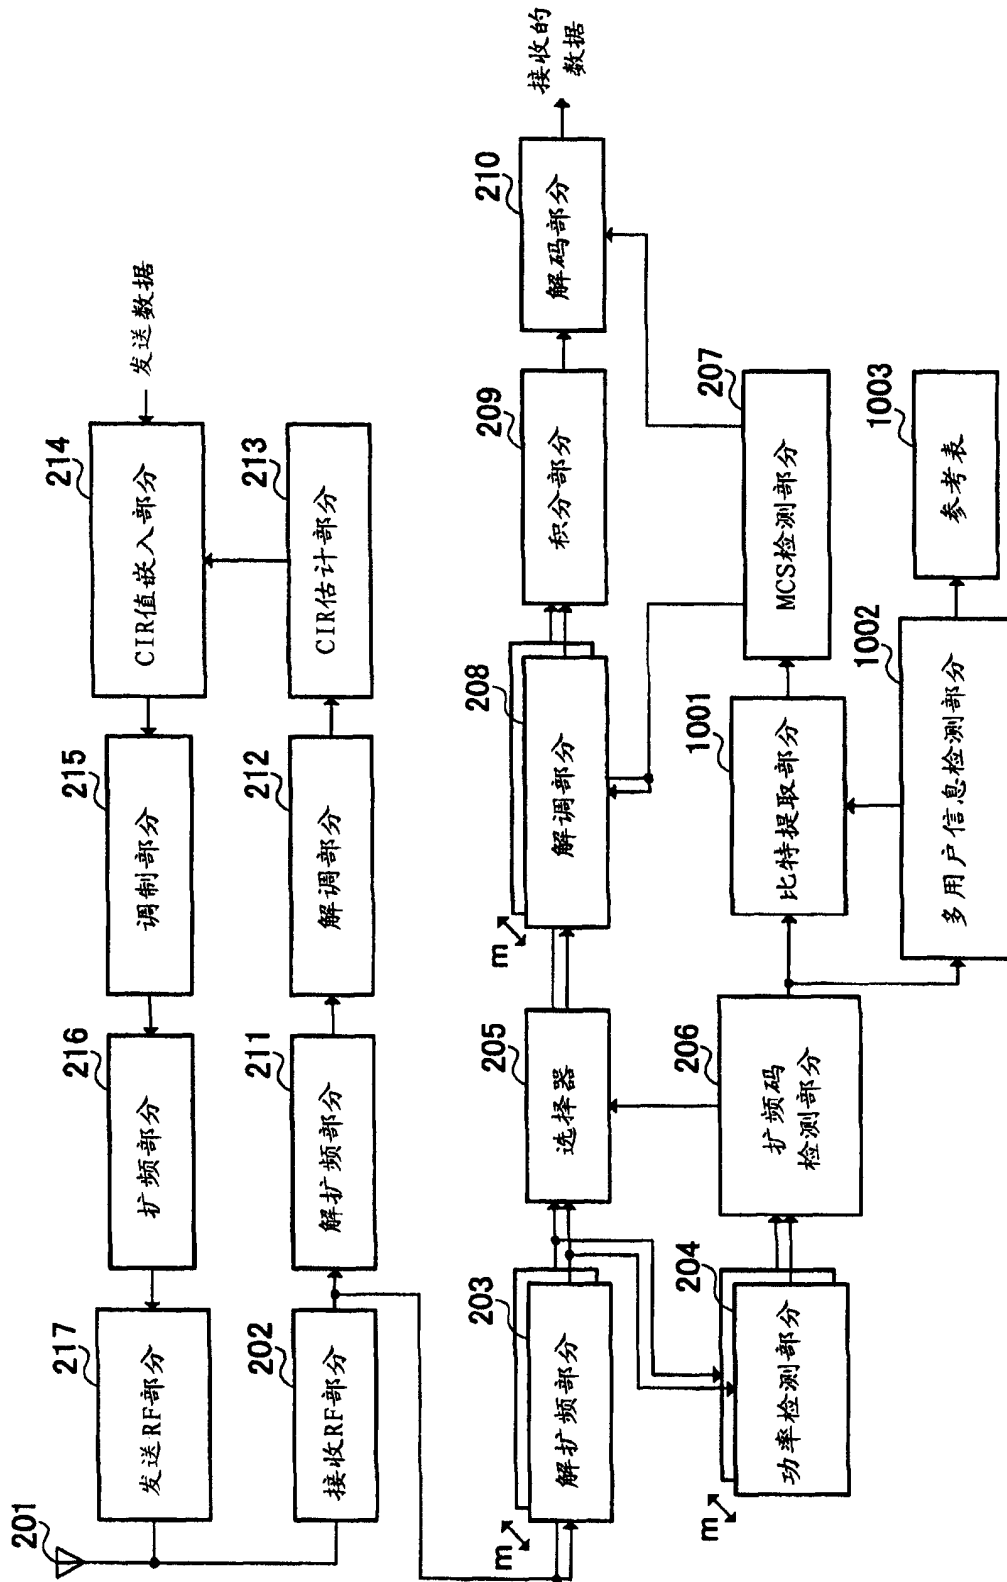 201
217
发送RF部分
216
扩频部分
215
调制部分
214
CIR值嵌入部分
发送数据
202
接收RF部分
211
解扩频部分
212
解调部分
213
CIR估计部分
m
203
解扩频部分
205
选择器
m
208
解调部分
209
积分部分
210
解码部分
接收的
数据
m
204
功率检测部分
206
扩频码
检测部分
1001
比特提取部分
207
MCS检测部分
1002
多用户信息检测部分
1003
参考表